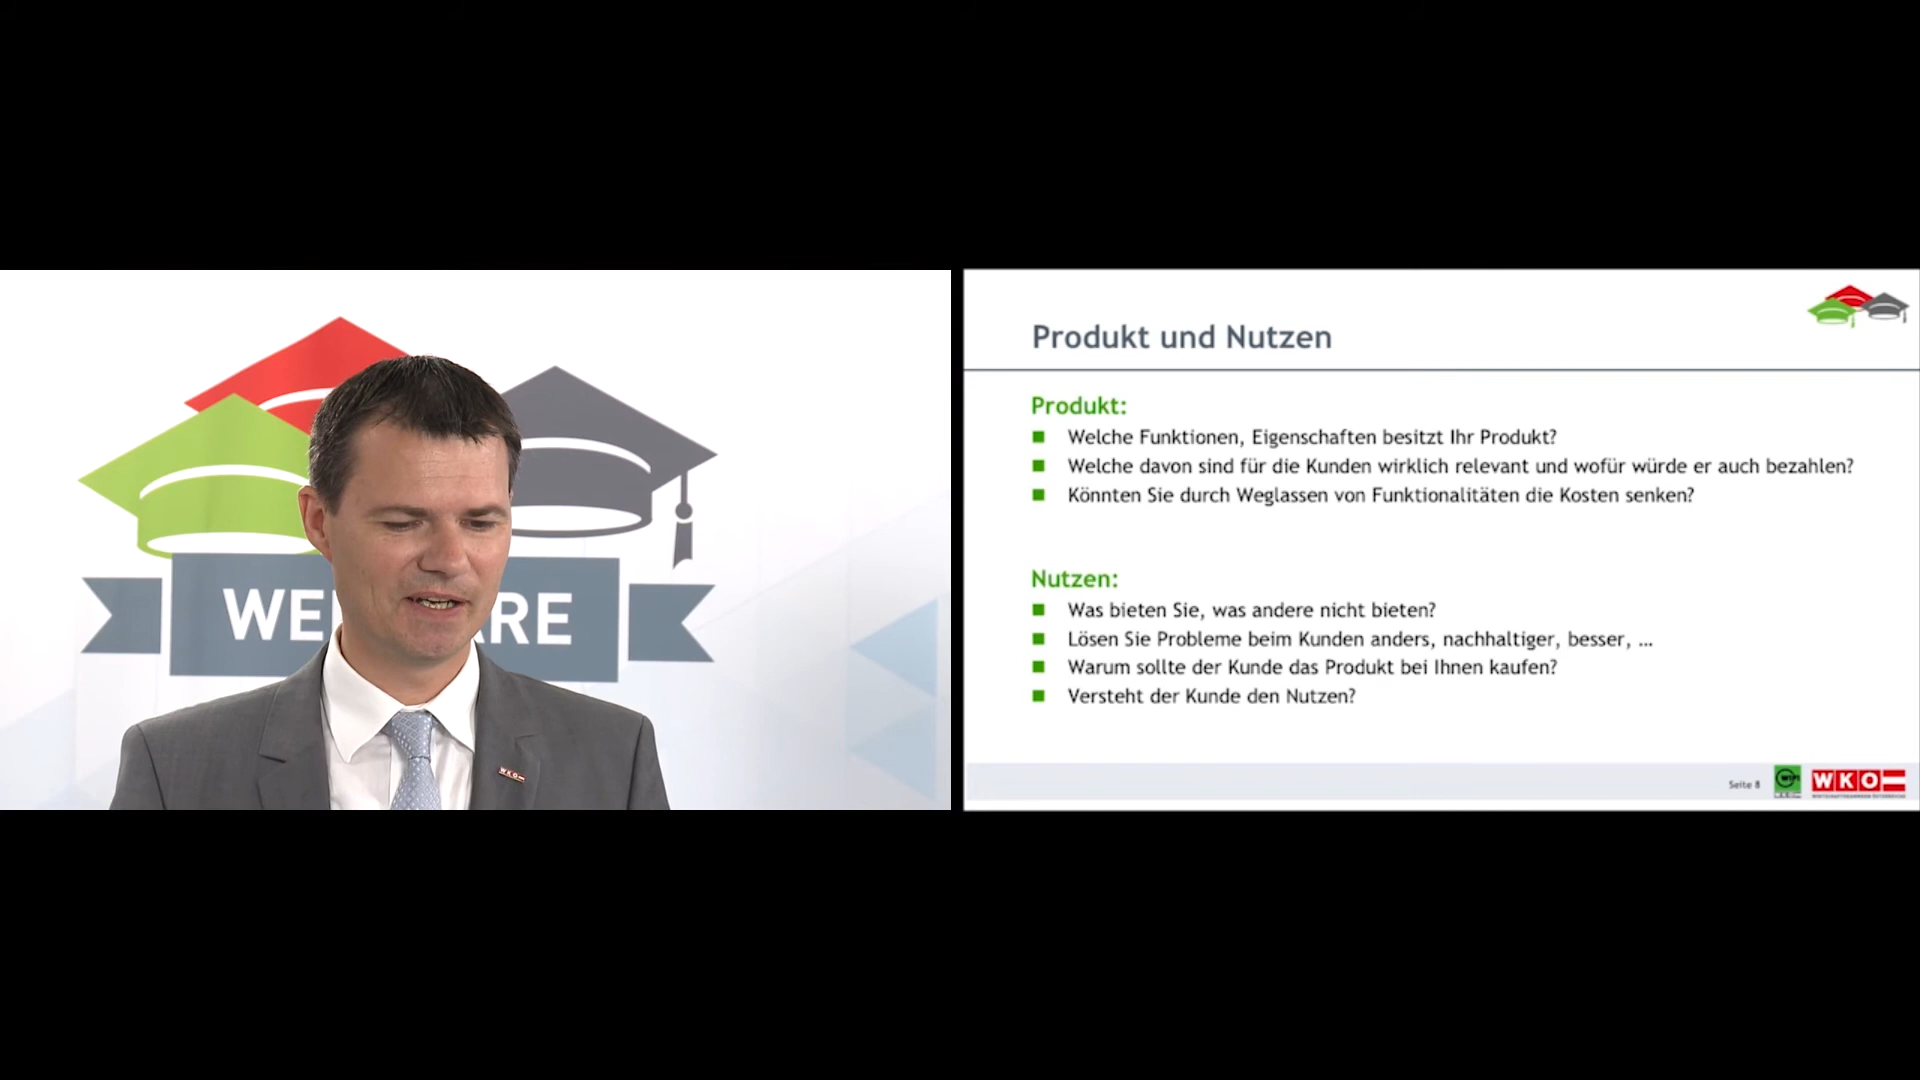 WE ARE
WKO
Produkt und Nutzen
Produkt:
Welche Funktionen, Eigenschaften besitzt Ihr Produkt?
Welche davon sind für die Kunden wirklich relevant und wofür würde er auch bezahlen?
Könnten Sie durch Weglassen von Funktionalitäten die Kosten senken?
Nutzen:
Was bieten Sie, was andere nicht bieten?
Lösen Sie Probleme beim Kunden anders, nachhaltiger, besser, ...
Warum sollte der Kunde das Produkt bei Ihnen kaufen?
Versteht der Kunde den Nutzen?
Seite 8
WKO